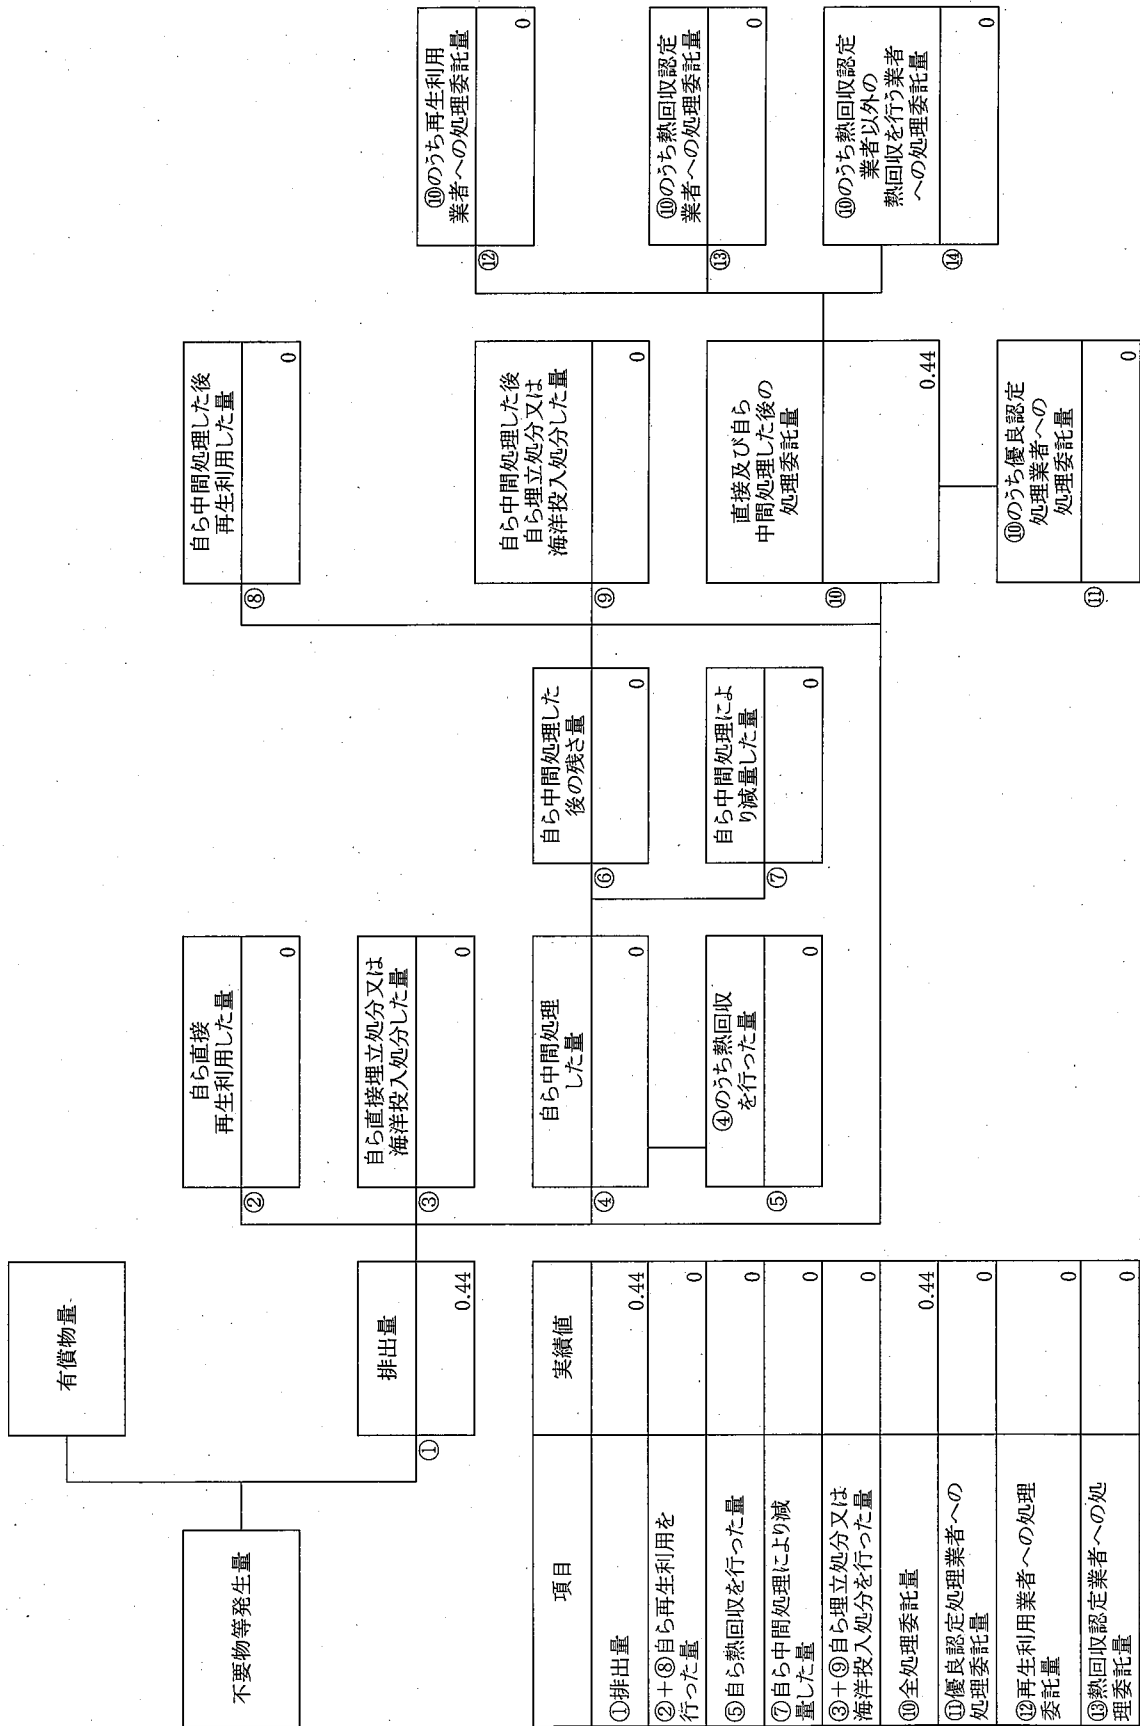 不要物等発生量
有償物量
①
排出量
0.44
②
自ら直接
再生利用した量
0
③
自ら直接埋立処分又は
海洋投入処分した量
0
④
自ら中間処理
した量
0
⑤
④のうち熱回収
を行った量
0
⑥
自ら中間処理した
後の残さ量
0
⑦
自ら中間処理によ
り減量した量
0
⑧
自ら中間処理した後
再生利用した量
0
⑨
自ら中間処理した後
自ら埋立処分又は
海洋投入処分した量
0
⑩
直接及び自ら
中間処理した後の
処理委託量
0.44
⑪
⑩のうち優良認定
処理業者への
処理委託量
0
⑫
⑩のうち再生利用
業者への処理委託量
0
⑬
⑩のうち熱回収認定
業者への処理委託量
0
⑭
⑩のうち熱回収認定
業者以外の
熱回収を行う業者
への処理委託量
0
項目 実績値
①排出量 0.44
②+⑧自ら再生利用を
行った量 0
⑤自ら熱回収を行った量 0
⑦自ら中間処理により減
量した量 0
③+⑨自ら埋立処分又は
海洋投入処分を行った量 0
⑩全処理委託量 0.44
⑪優良認定処理業者への
処理委託量 0
⑫再生利用業者への処理
委託量 0
⑬熱回収認定業者への処
理委託量 0